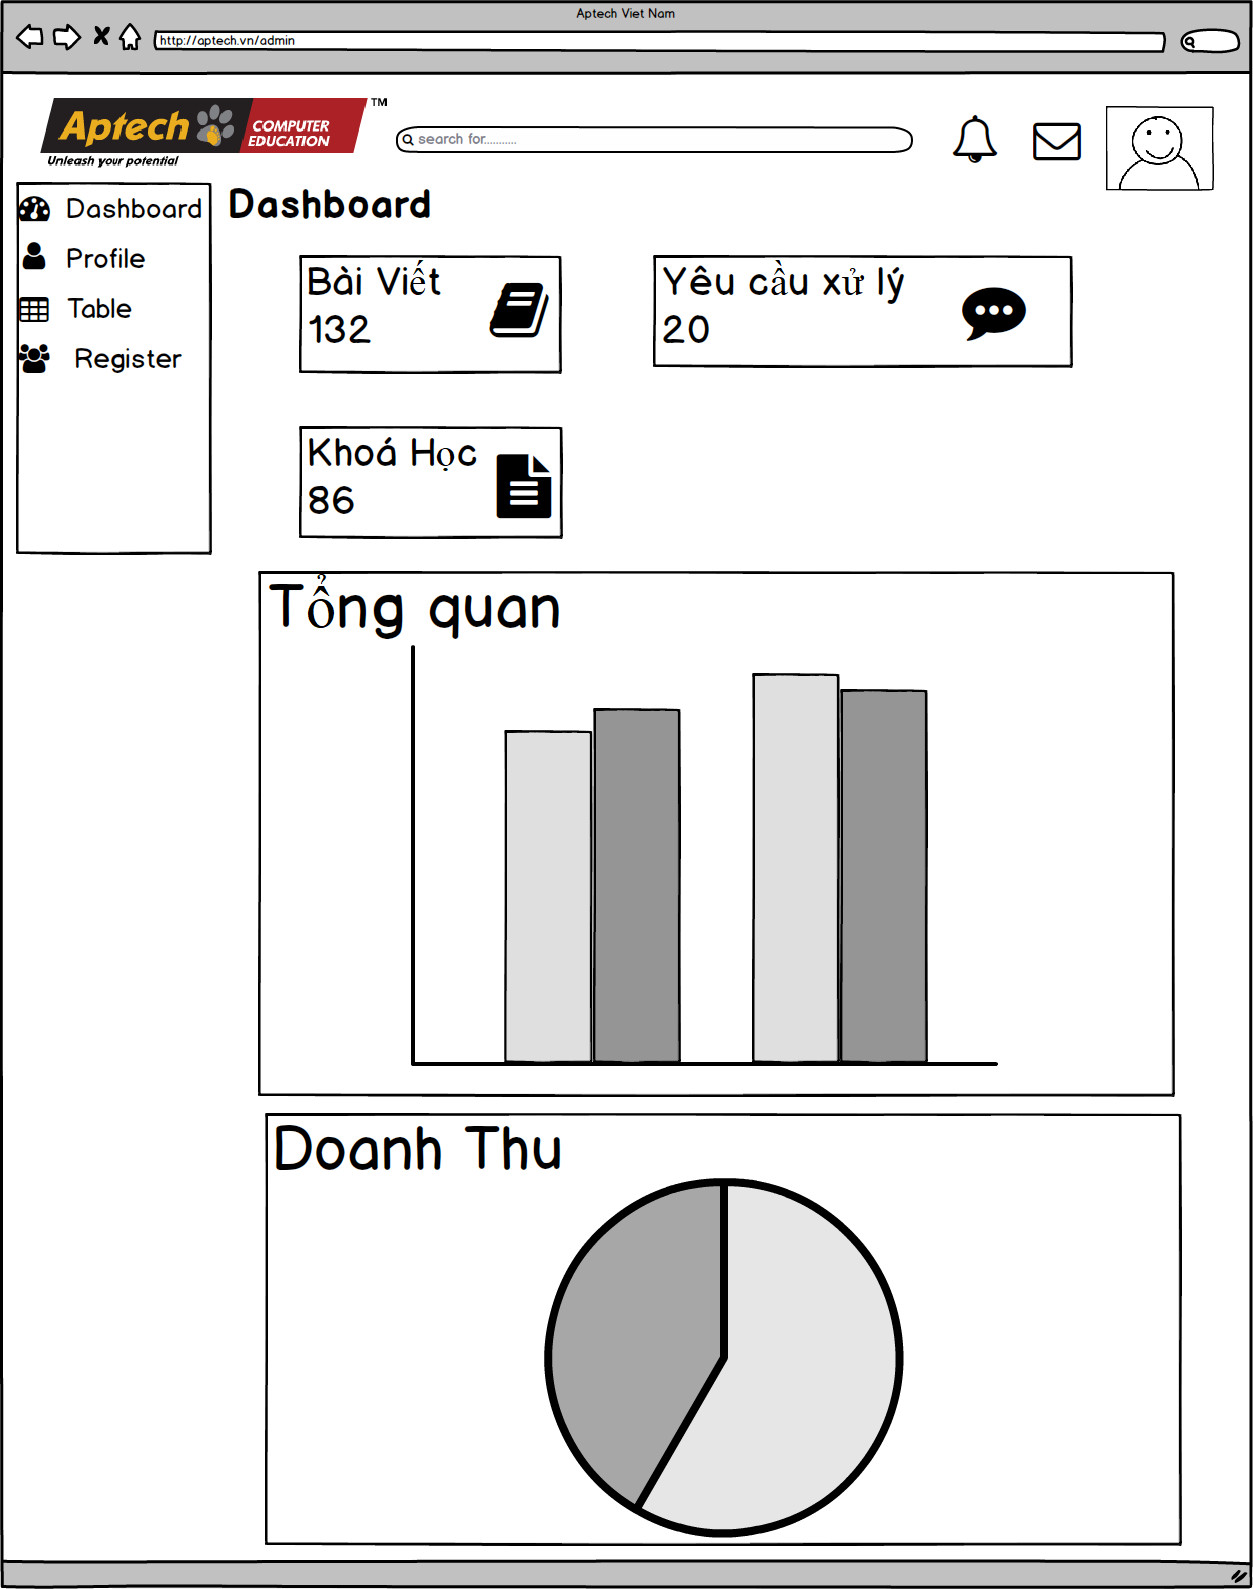 Aptech Viet Nam
http://aptech.vn/admin
Aptech COMPUTER EDUCATION TM
Unleash your potential
search for...........
Dashboard
Profile
Table
Register
Dashboard
Bài Viết
132
Yêu cầu xử lý
20
Khoá Học
86
Tổng quan
Doanh Thu